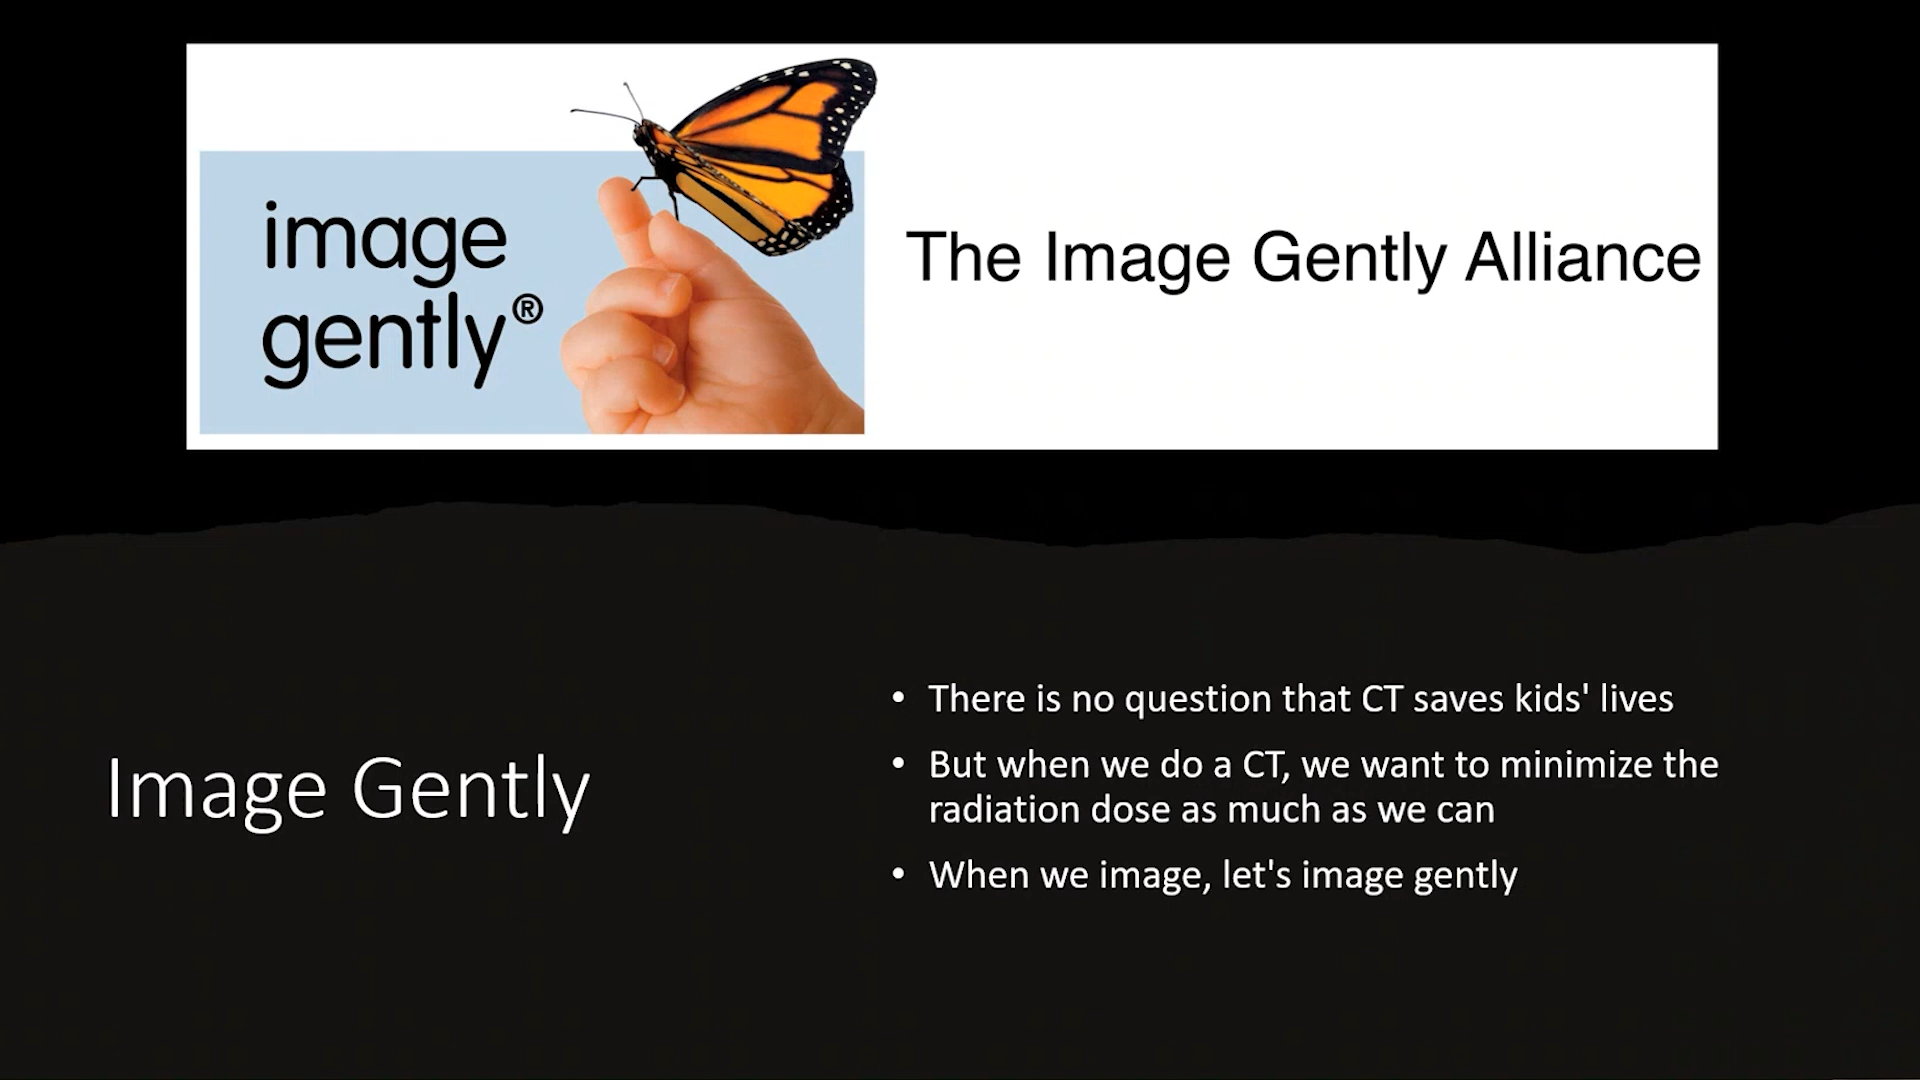 image
gently®
The Image Gently Alliance
Image Gently
• There is no question that CT saves kids' lives
• But when we do a CT, we want to minimize the
radiation dose as much as we can
• When we image, let's image gently